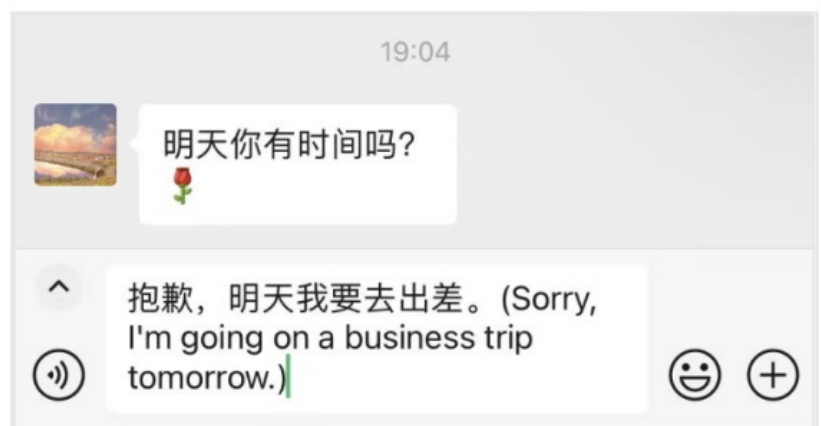 19:04
明天你有时间吗?
抱歉，明天我要去出差。(Sorry,
I'm going on a business trip
tomorrow.)